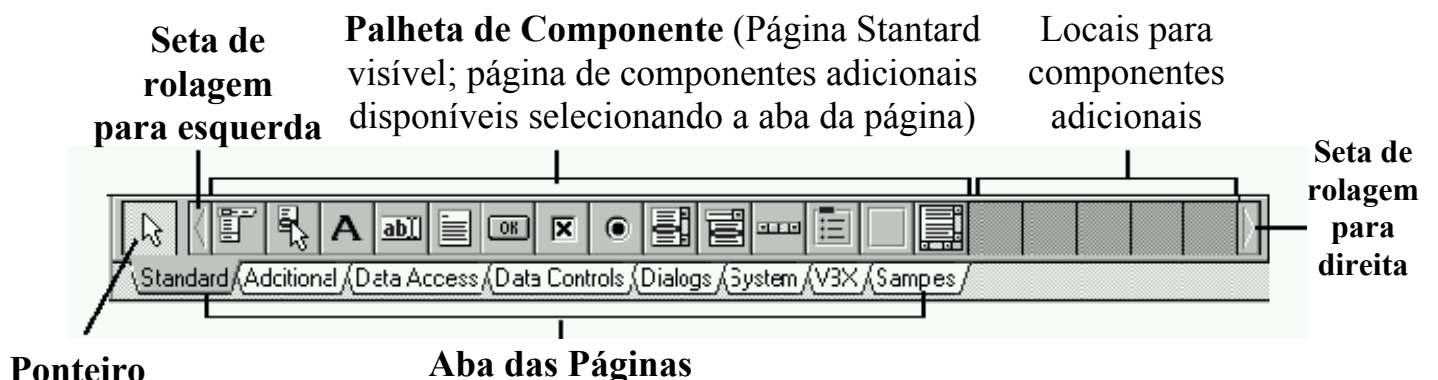 Seta de
rolagem
para esquerda
Palheta de Componente (Página Stantard
visível; página de componentes adicionais
disponíveis selecionando a aba da página)
Locais para
componentes
adicionais
Seta de
rolagem
para
direita
A ab OK
Standard Adcitional Data Access Data Controls Dialogs System VBX Sampes
Ponteiro
Aba das Páginas